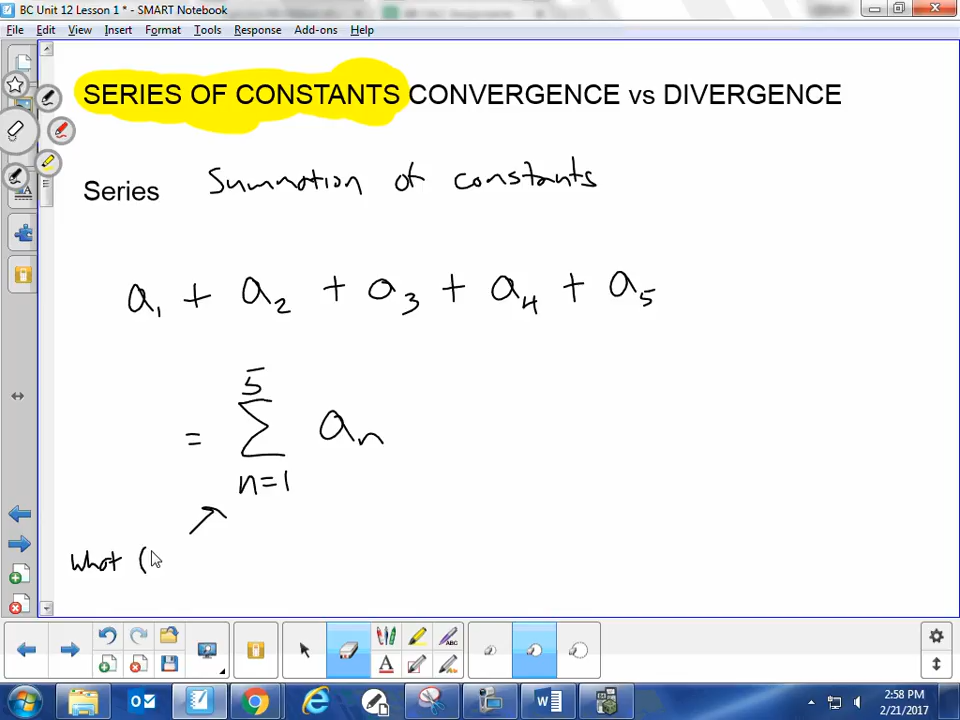 BC Unit 12 Lesson 1 * - SMART Notebook
File Edit View Insert Format Tools Response Add-ons Help
SERIES OF CONSTANTS CONVERGENCE vs DIVERGENCE
Series Summation of constants
a₁ + a₂ + a₃ + a₄ + a₅
5
= ∑ aₙ
n=1
what (
2:58 PM
2/21/2017